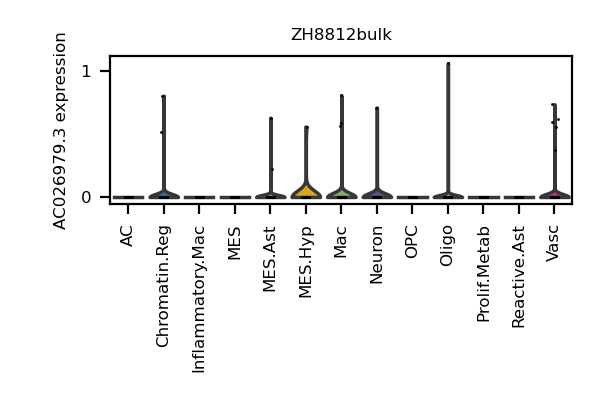 ZH8812bulk
AC026979.3 expression
1
0
AC
Chromatin.Reg
Inflammatory.Mac
MES
MES.Ast
MES.Hyp
Mac
Neuron
OPC
Oligo
Prolif.Metab
Reactive.Ast
Vasc